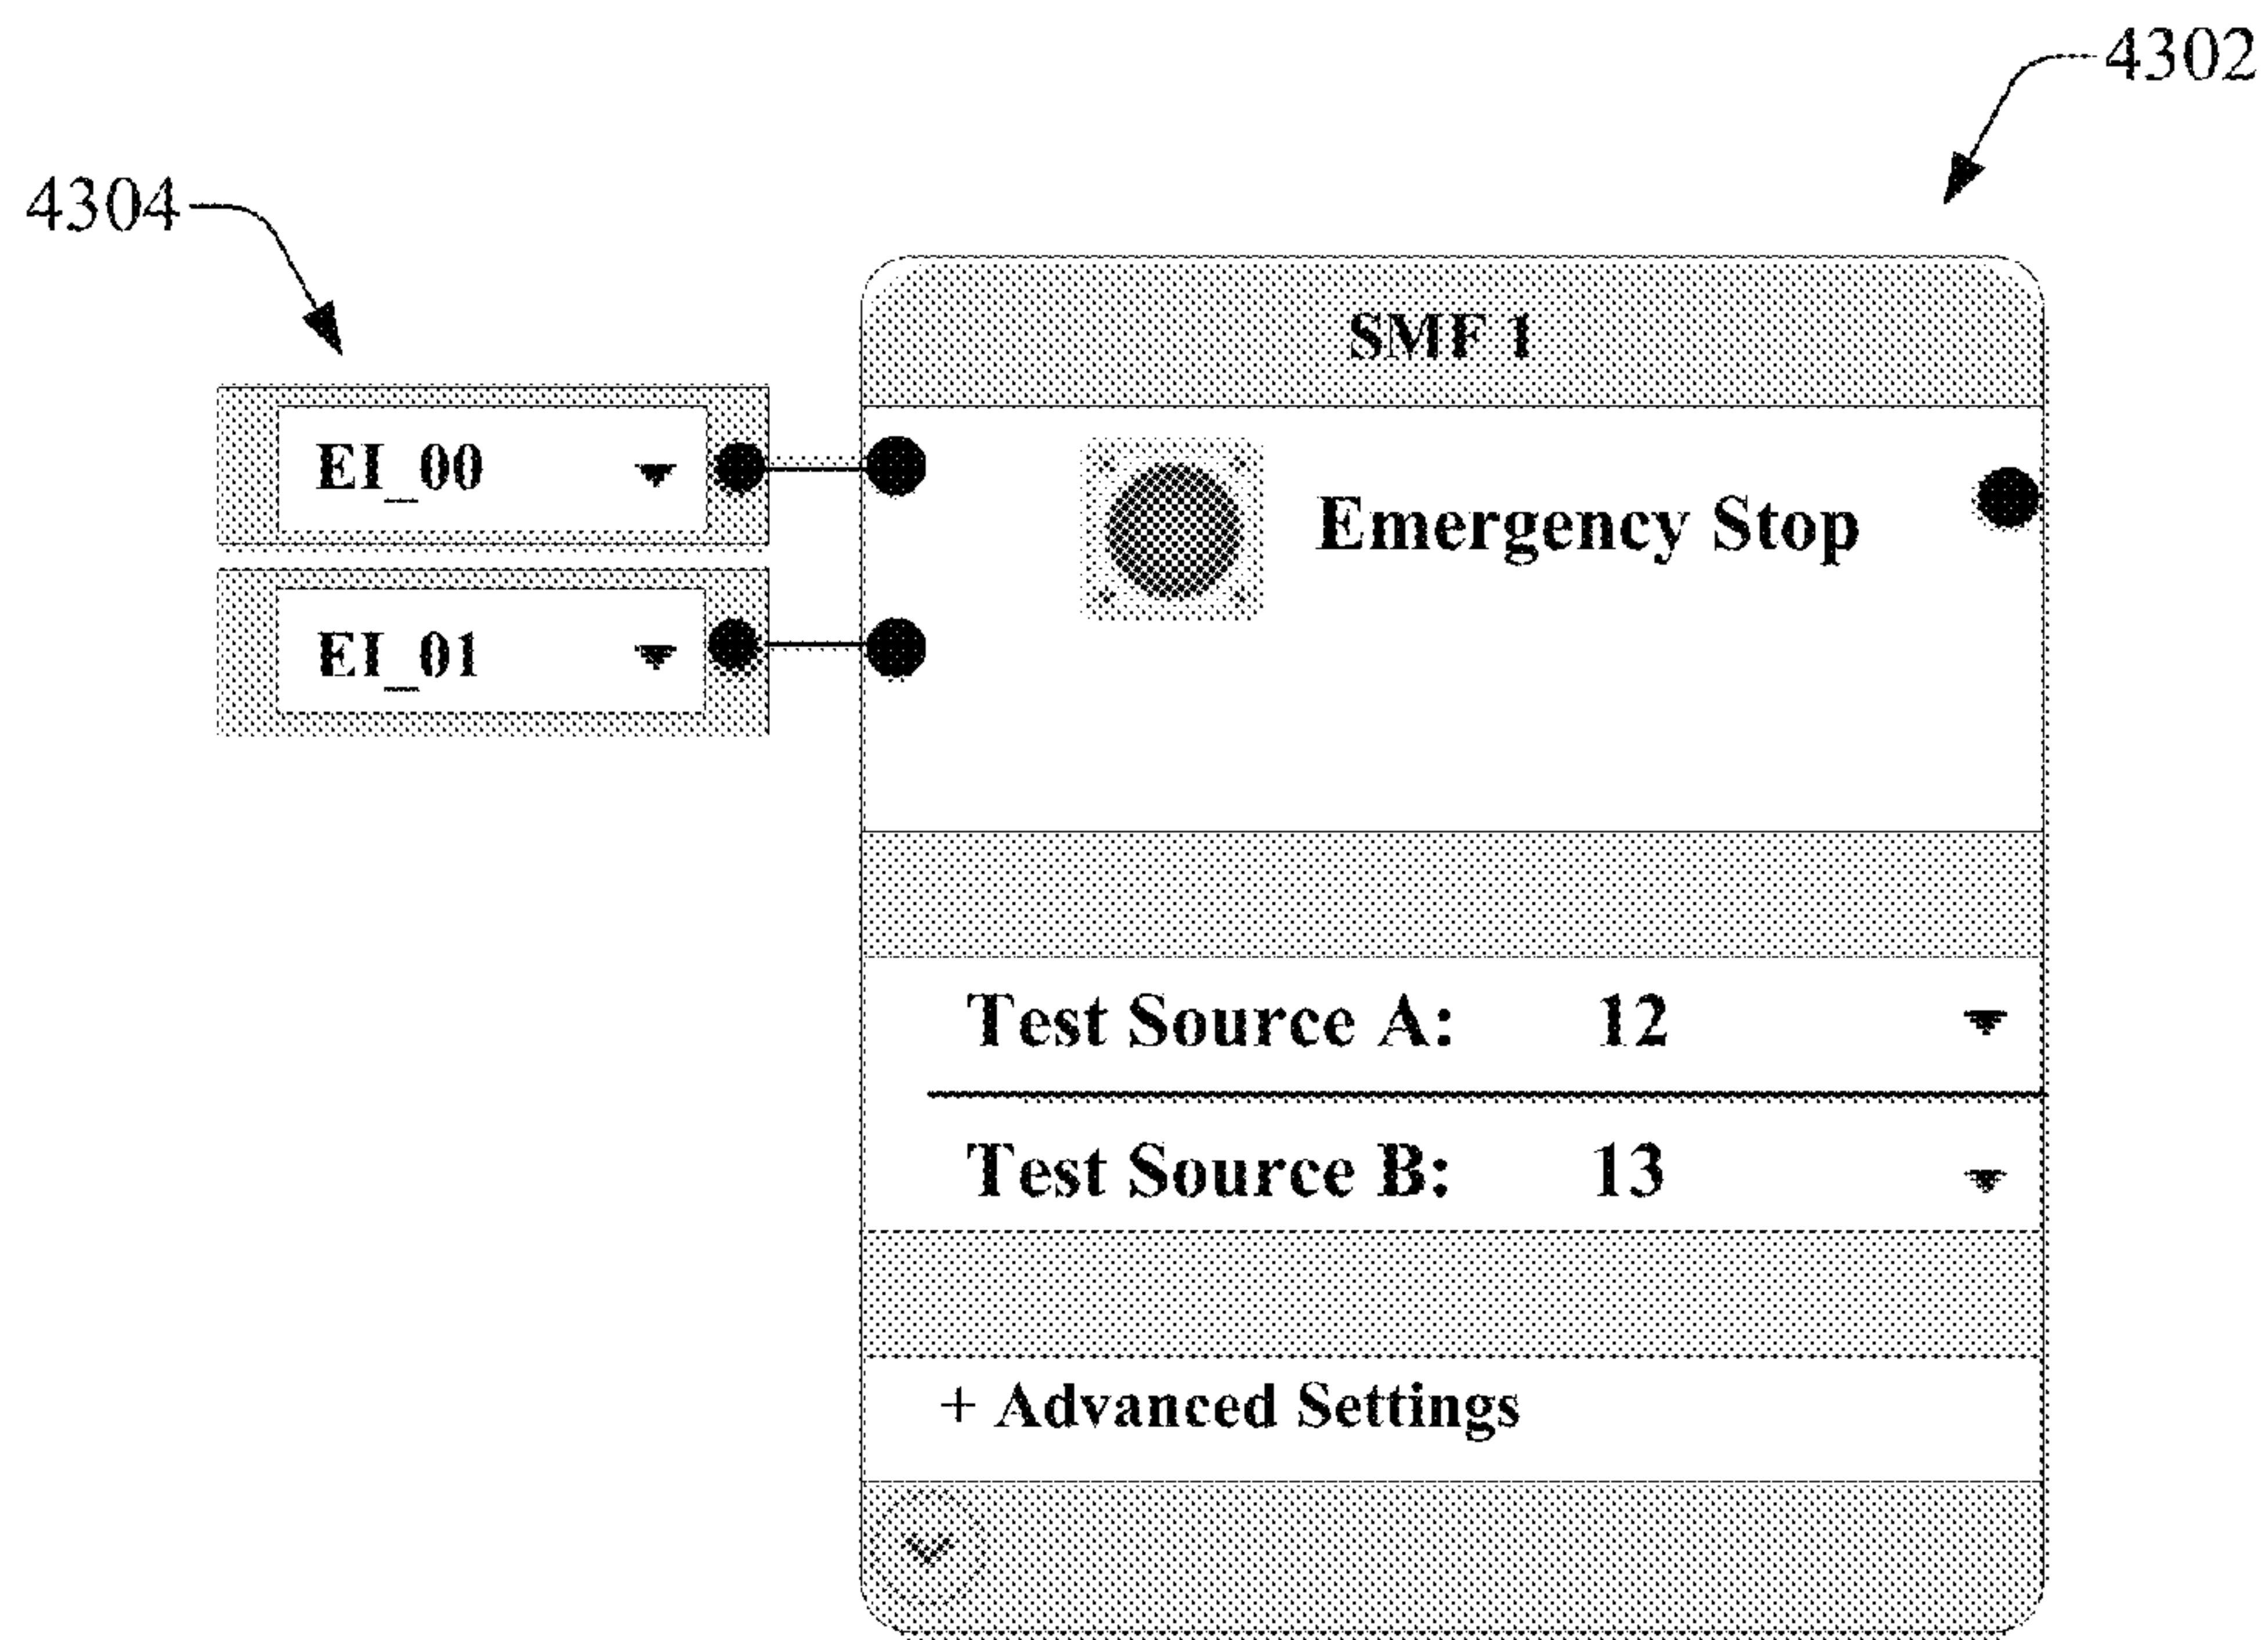 4302
4304
SMF 1
EI_00
Emergency Stop
EI_01
Test Source A: 12
Test Source B: 13
+ Advanced Settings